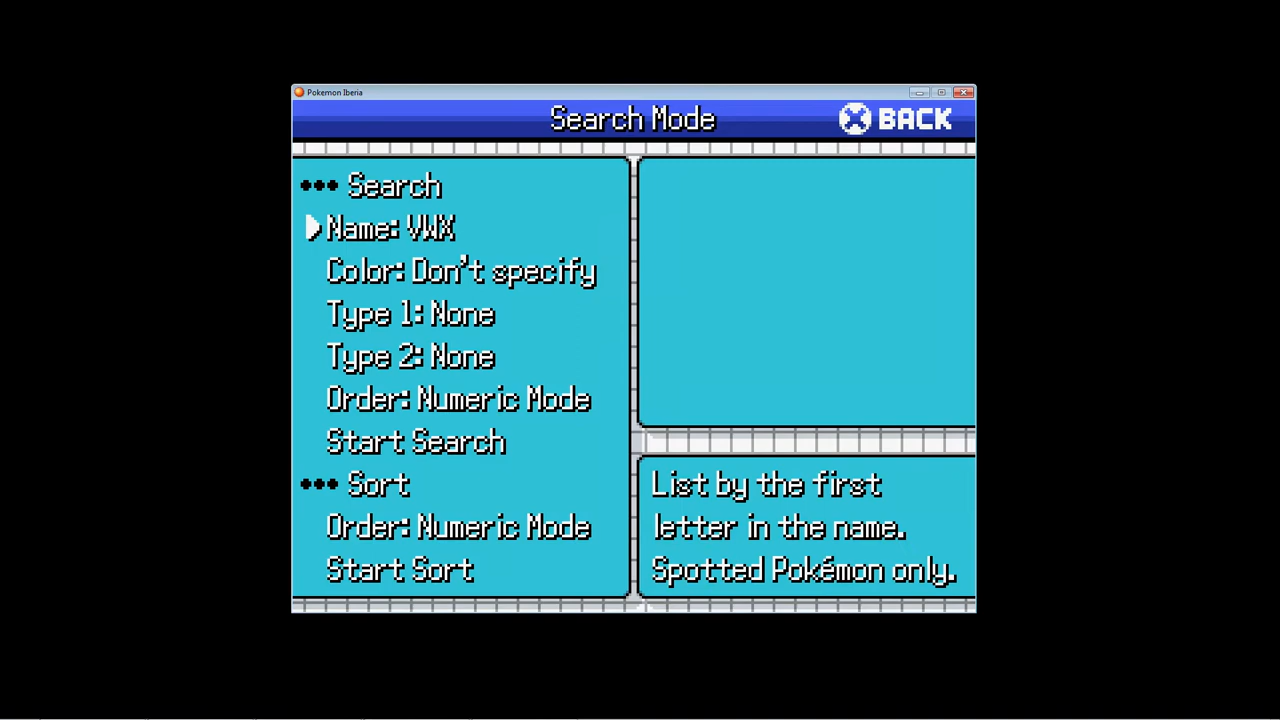 Pokemon Iberia
Search Mode
BACK
Search
Name: VWX
Color: Don't specify
Type 1: None
Type 2: None
Order: Numeric Mode
Start Search
Sort
Order: Numeric Mode
Start Sort
List by the first
letter in the name.
Spotted Pokémon only.